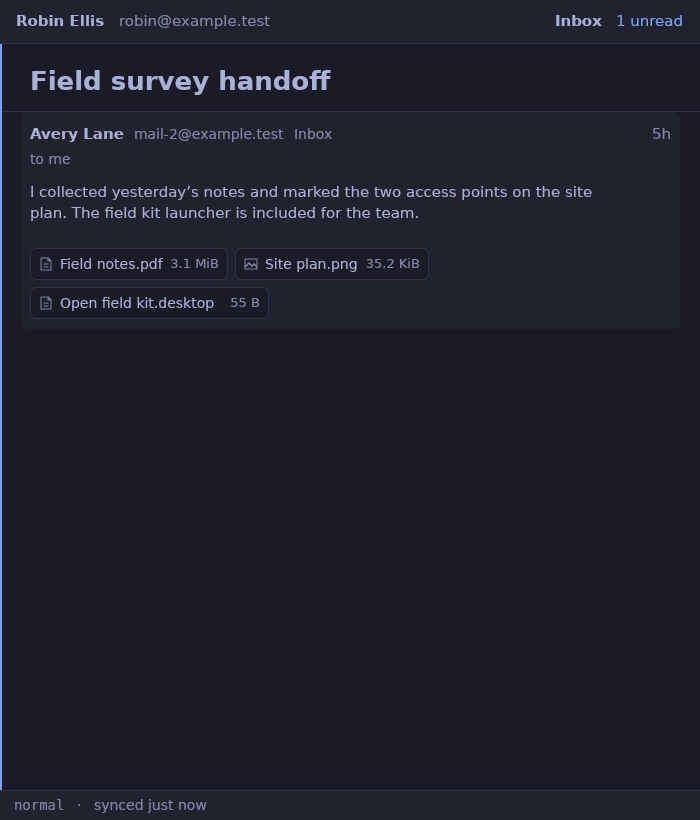 Robin Ellis robin@example.test Inbox 1 unread
Field survey handoff
Avery Lane mail-2@example.test Inbox 5h
to me
I collected yesterday’s notes and marked the two access points on the site
plan. The field kit launcher is included for the team.
Field notes.pdf 3.1 MiB Site plan.png 35.2 KiB
Open field kit.desktop 55 B
normal · synced just now